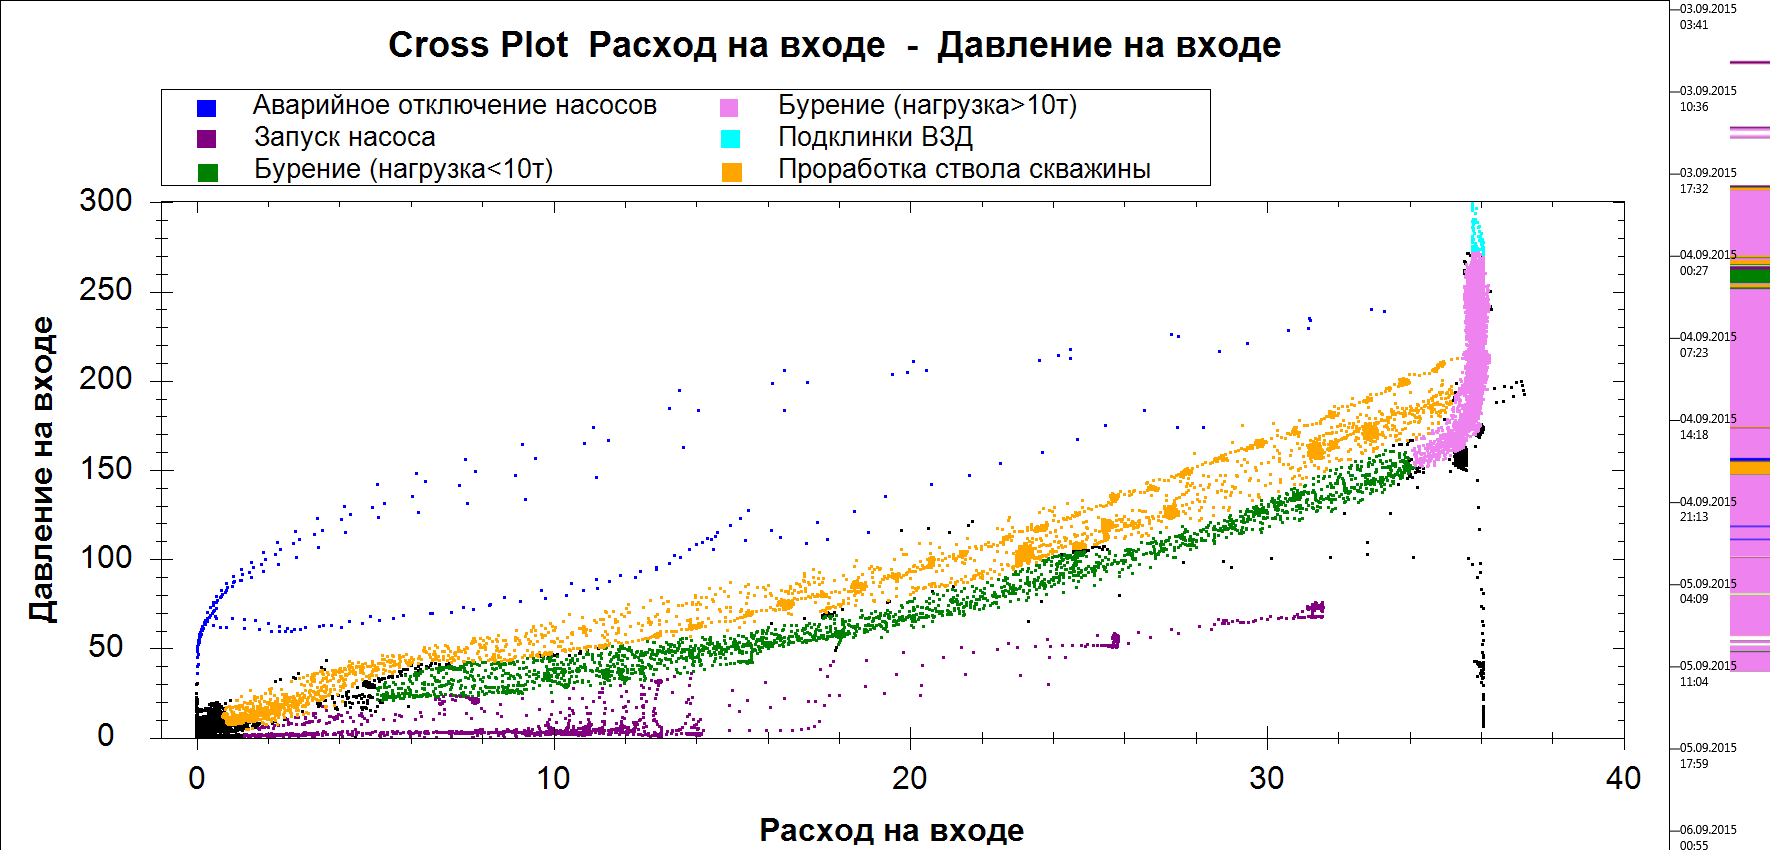 Cross Plot Расход на входе - Давление на входе
Аварийное отключение насосов
Запуск насоса
Бурение (нагрузка<10т)
Бурение (нагрузка>10т)
Подклинки ВЗД
Проработка ствола скважины
Давление на входе
300
250
200
150
100
50
0
0 10 20 30 40
Расход на входе
03.09.2015
03:41
03.09.2015
10:36
03.09.2015
17:32
04.09.2015
00:27
04.09.2015
07:23
04.09.2015
14:18
04.09.2015
21:13
05.09.2015
04:09
05.09.2015
11:04
05.09.2015
17:59
06.09.2015
00:55